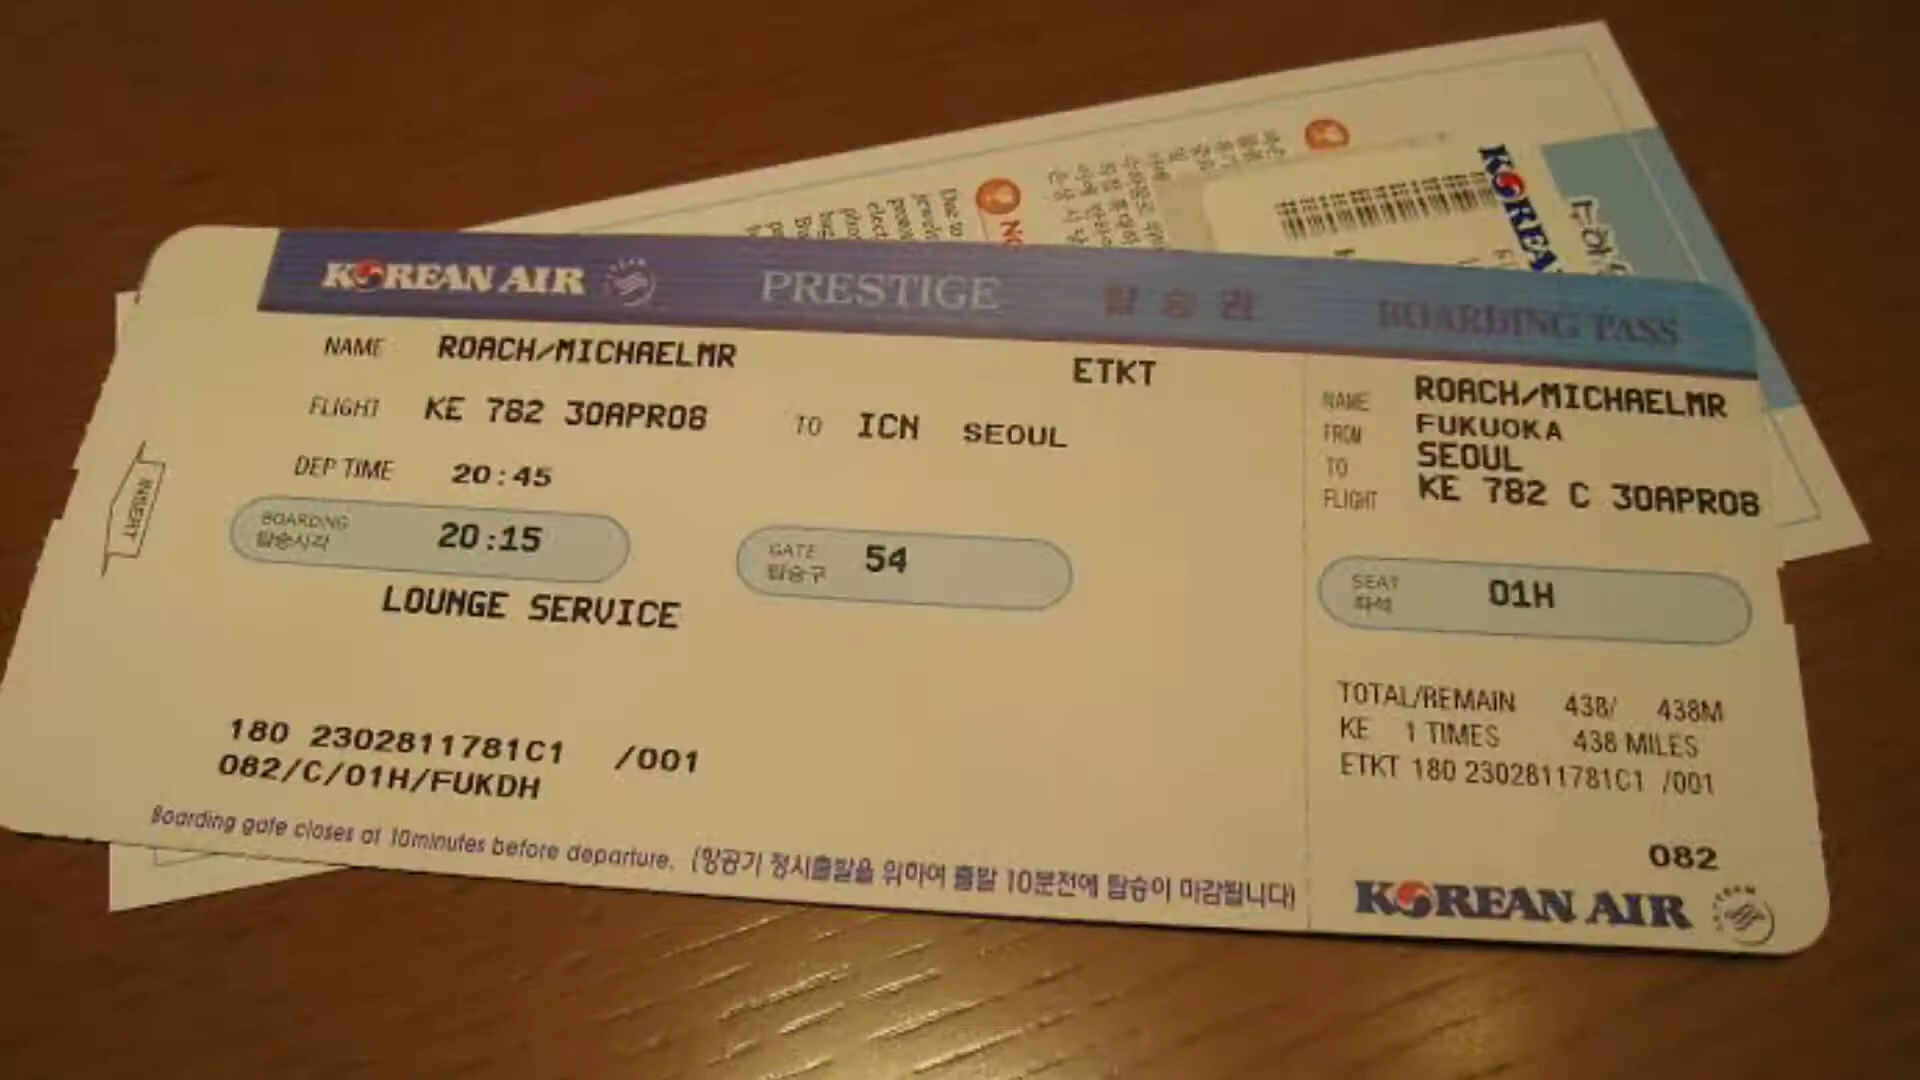 KOREAN AIR PRESTIGE 탑승권 BOARDING PASS
NAME ROACH/MICHAELMR ETKT
FLIGHT KE 782 30APR08 TO ICN SEOUL
DEP TIME 20:45
BOARDING 탑승시각 20:15 GATE 탑승구 54
LOUNGE SERVICE
180 2302811781C1 /001
082/C/01H/FUKDH
Boarding gate closes at 10minutes before departure. (항공기 정시출발을 위하여 출발 10분전에 탑승이 마감됩니다)
INSERT
NAME ROACH/MICHAELMR
FROM FUKUOKA
TO SEOUL
FLIGHT KE 782 C 30APR08
SEAT 좌석 01H
TOTAL/REMAIN 438/ 438M
KE 1 TIMES 438 MILES
ETKT 180 2302811781C1 /001
082
KOREAN AIR
KOREA
Due to